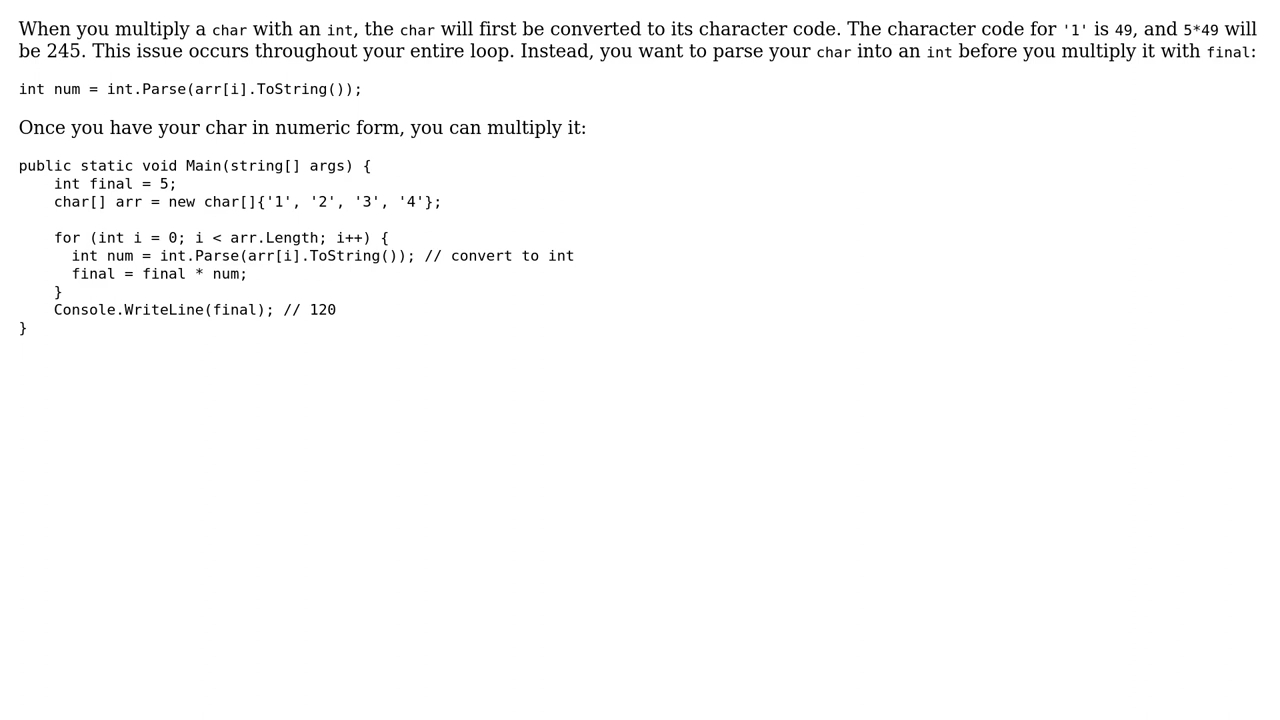 When you multiply a char with an int, the char will first be converted to its character code. The character code for '1' is 49, and 5*49 will
be 245. This issue occurs throughout your entire loop. Instead, you want to parse your char into an int before you multiply it with final:
int num = int.Parse(arr[i].ToString());
Once you have your char in numeric form, you can multiply it:
public static void Main(string[] args) {
    int final = 5;
    char[] arr = new char[]{'1', '2', '3', '4'};
    for (int i = 0; i < arr.Length; i++) {
      int num = int.Parse(arr[i].ToString()); // convert to int
      final = final * num;
    }
    Console.WriteLine(final); // 120
}